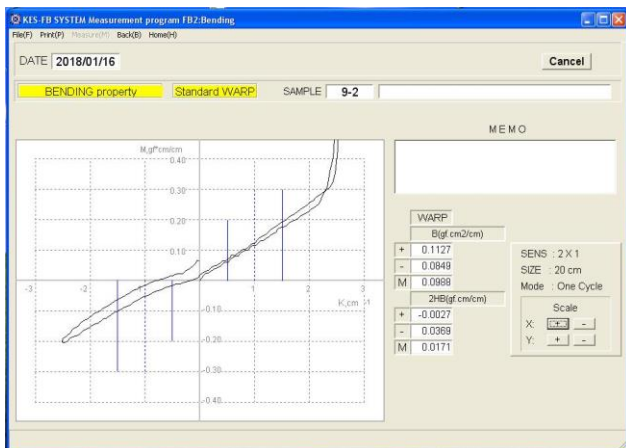 KES-FB SYSTEM Measurement program FB2:Bending
File(F) Print(P) Measure(M) Back(B) Home(H)
DATE 2018/01/16
Cancel
BENDING property Standard WARP SAMPLE 9-2
MEMO
M,gf*cm/cm
0.40
0.30
0.20
0.10
-3 -2 -1 1 2 3
K,cm -1
-0.10
-0.20
-0.30
-0.40
WARP
B(gf.cm2/cm)
+ 0.1127
- 0.0849
M 0.0988
2HB(gf.cm/cm)
+ -0.0027
- 0.0369
M 0.0171
SENS : 2 X 1
SIZE : 20 cm
Mode : One Cycle
Scale
X: + -
Y: + -